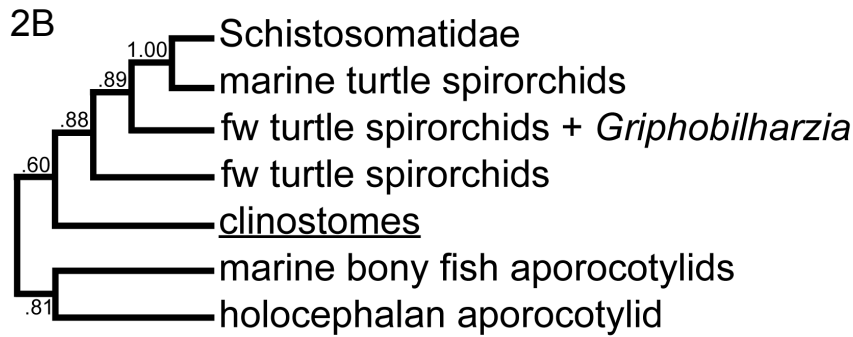 2B
Schistosomatidae
1.00
marine turtle spirorchids
.89
fw turtle spirorchids + Griphobilharzia
.88
fw turtle spirorchids
.60
clinostomes
marine bony fish aporocotylids
.81
holocephalan aporocotylid